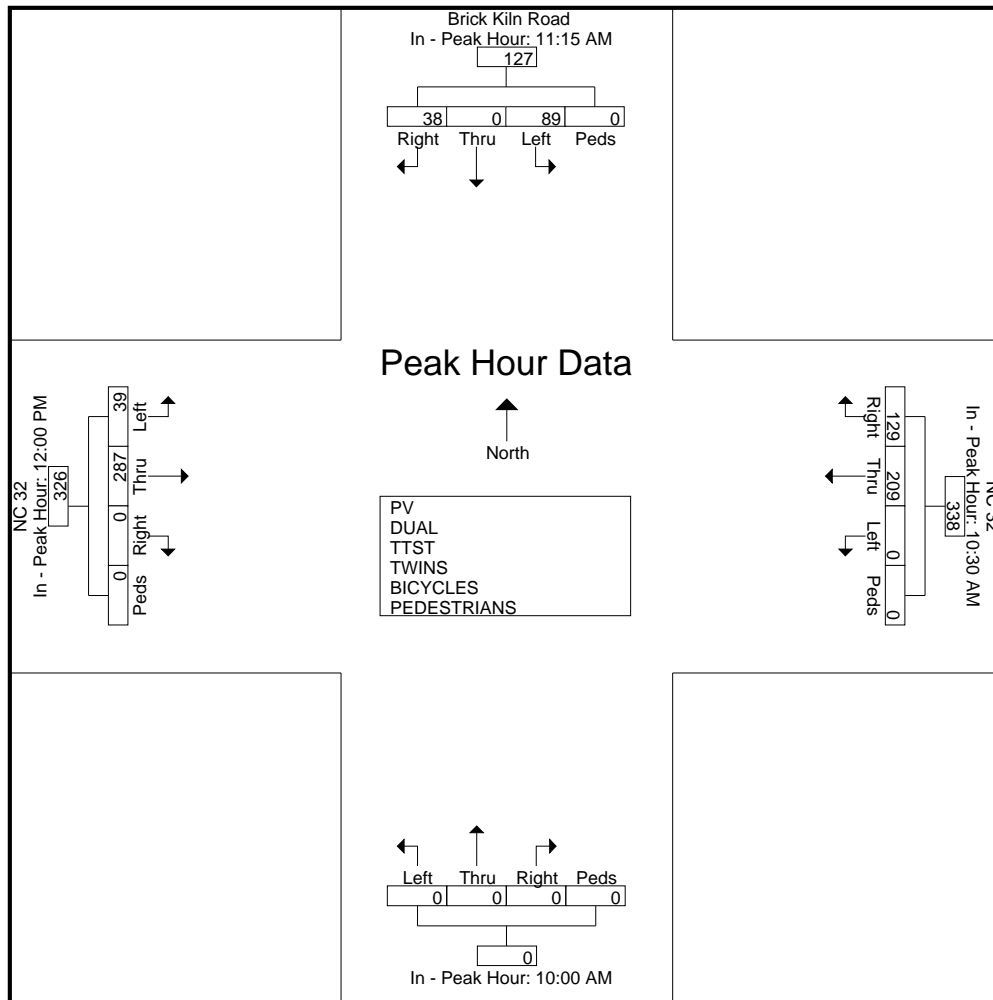 Brick Kiln Road
In - Peak Hour: 11:15 AM
127
38 0 89 0
Right Thru Left Peds
Peak Hour Data
North
PV
DUAL
TTST
TWINS
BICYCLES
PEDESTRIANS
NC 32
In - Peak Hour: 12:00 PM
326
39 287 0 0
Left Thru Right Peds
NC 32
In - Peak Hour: 10:30 AM
338
129 209 0 0
Right Thru Left Peds
Left Thru Right Peds
0 0 0 0
0
In - Peak Hour: 10:00 AM